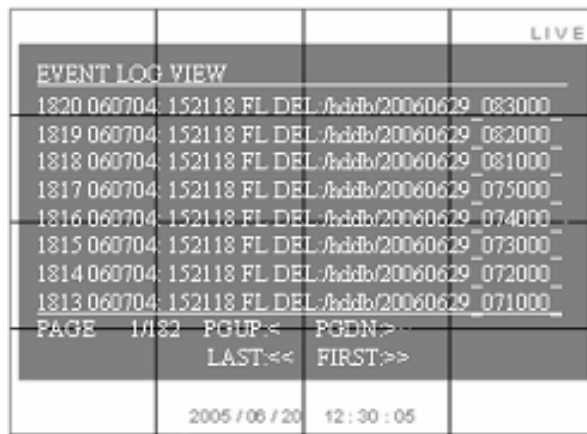 LIVE
EVENT LOG VIEW
1820 060704: 152118 FL DEL:/hddb/20060629_083000_
1819 060704: 152118 FL DEL:/hddb/20060629_082000_
1818 060704: 152118 FL DEL:/hddb/20060629_081000_
1817 060704: 152118 FL DEL:/hddb/20060629_075000_
1816 060704: 152118 FL DEL:/hddb/20060629_074000_
1815 060704: 152118 FL DEL:/hddb/20060629_073000_
1814 060704: 152118 FL DEL:/hddb/20060629_072000_
1813 060704: 152118 FL DEL:/hddb/20060629_071000_
PAGE 1/182 PGUP:< PGDN:>
LAST:<< FIRST:>>
2005 / 06 / 20 12 : 30 : 05